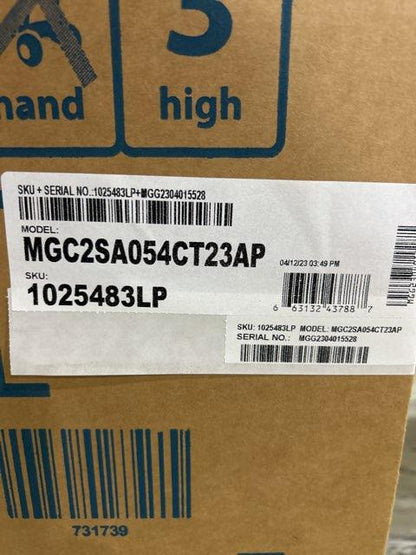 3
hand
high
SKU + SERIAL NO.:1025483LP+MGG2304015528
MODEL:
MGC2SA054CT23AP
04/12/23 03:49 PM
SKU:
1025483LP
6 63132 43788 7
SKU: 1025483LP MODEL: MGC2SA054CT23AP
SERIAL NO.: MGG2304015528
731739